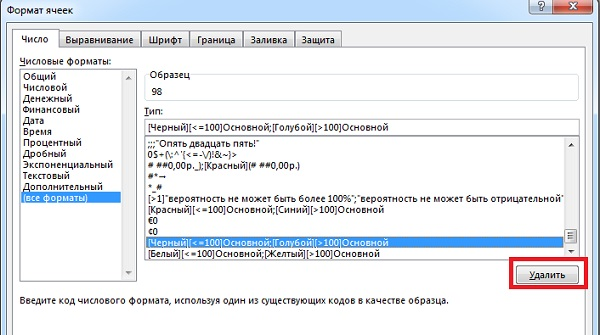 Формат ячеек
Число Выравнивание Шрифт Граница Заливка Защита
Числовые форматы:
Общий
Числовой
Денежный
Финансовый
Дата
Время
Процентный
Дробный
Экспоненциальный
Текстовый
Дополнительный
(все форматы)
Образец
98
Тип:
[Черный][<=100]Основной;[Голубой][>100]Основной
;;;"Опять двадцать пять!"
# ##0,00р._);[Красный](# ##0,00р.)
#*¬
*_#
[>1]"вероятность не может быть более 100%";"вероятность не может быть отрицательной"
[Красный][<=100]Основной;[Синий][>100]Основной
€0
¢0
[Черный][<=100]Основной;[Голубой][>100]Основной
[Белый][<=100]Основной;[Желтый][>100]Основной
Удалить
Введите код числового формата, используя один из существующих кодов в качестве образца.